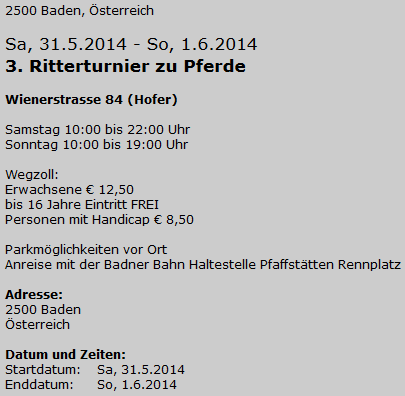 2500 Baden, Österreich
Sa, 31.5.2014 - So, 1.6.2014
3. Ritterturnier zu Pferde
Wienerstrasse 84 (Hofer)
Samstag 10:00 bis 22:00 Uhr
Sonntag 10:00 bis 19:00 Uhr
Wegzoll:
Erwachsene € 12,50
bis 16 Jahre Eintritt FREI
Personen mit Handicap € 8,50
Parkmöglichkeiten vor Ort
Anreise mit der Badner Bahn Haltestelle Pfaffstätten Rennplatz
Adresse:
2500 Baden
Österreich
Datum und Zeiten:
Startdatum: Sa, 31.5.2014
Enddatum: So, 1.6.2014